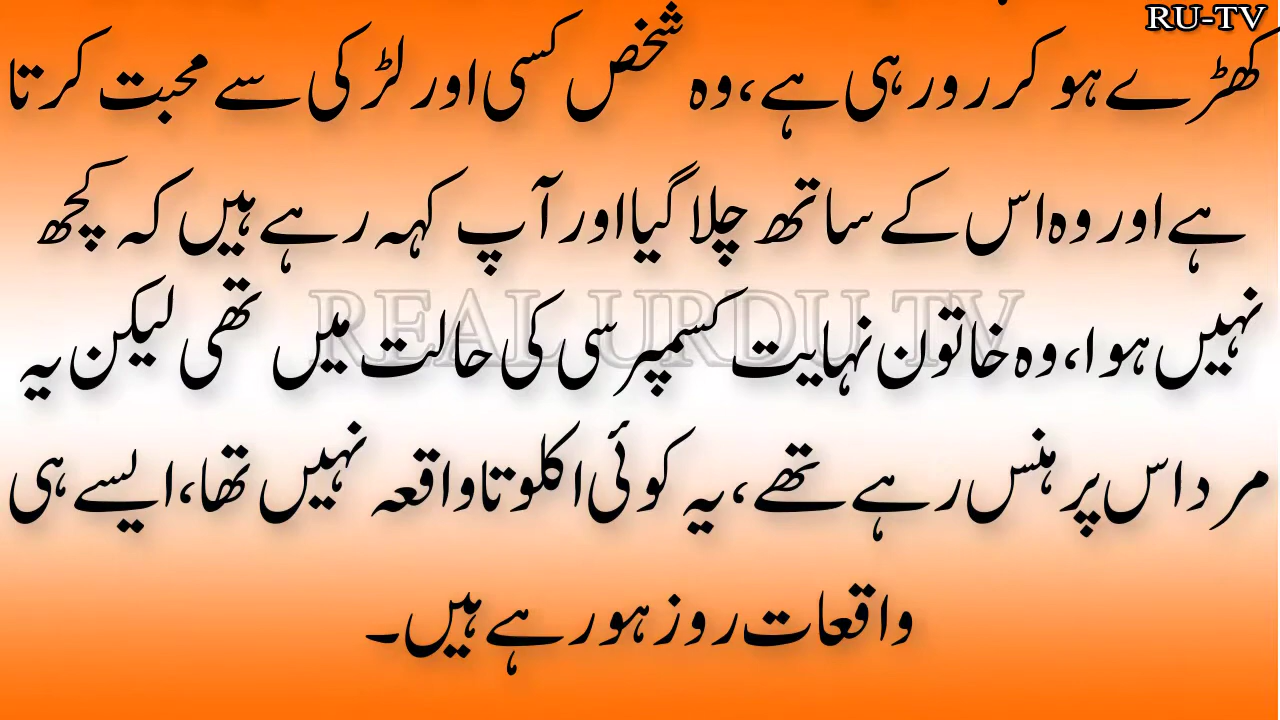 RU-TV
کھڑے ہو کر رو رہی ہے، وہ شخص کسی اور لڑکی سے محبت کرتا
ہے اور وہ اس کے ساتھ چلا گیا اور آپ کہہ رہے ہیں کہ کچھ
نہیں ہوا، وہ خاتون نہایت کسمپرسی کی حالت میں تھی لیکن یہ
REAL URDU TV
مرد اس پر ہنس رہے تھے، یہ کوئی اکلوتا واقعہ نہیں تھا، ایسے ہی
واقعات روز ہو رہے ہیں۔